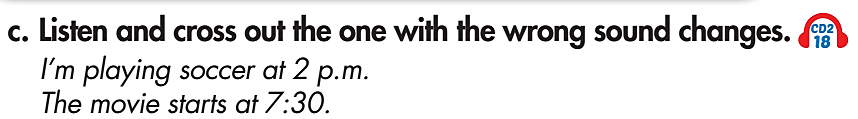 c. Listen and cross out the one with the wrong sound changes. CD2 18
I'm playing soccer at 2 p.m.
The movie starts at 7:30.